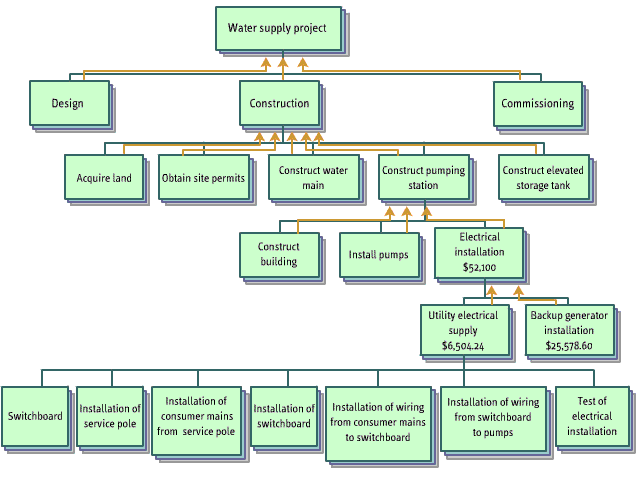 Water supply project
Design
Construction
Commissioning
Acquire land
Obtain site permits
Construct water
main
Construct pumping
station
Construct elevated
storage tank
Construct
building
Install pumps
Electrical
installation
$52,100
Utility electrical
supply
$6,504.24
Backup generator
installation
$25,578.60
Switchboard
Installation of
service pole
Installation of
consumer mains
from service pole
Installation of
switchboard
Installation of wiring
from consumer mains
to switchboard
Installation of wiring
from switchboard
to pumps
Test of
electrical
installation